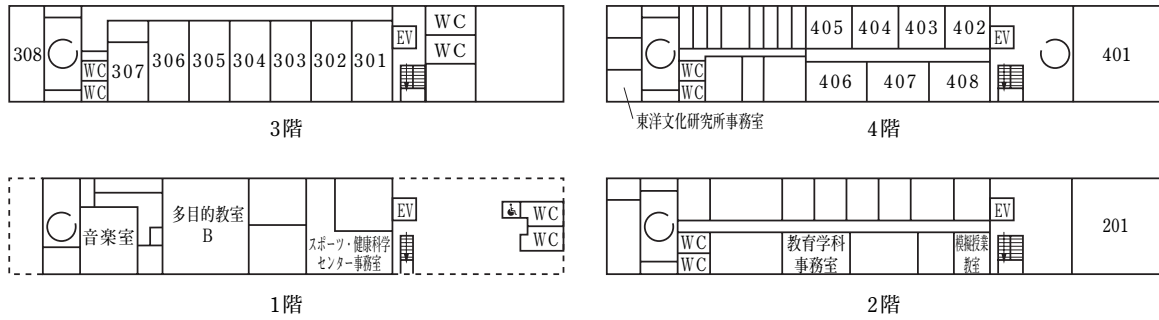 308
WC
WC
307
306
305
304
303
302
301
EV
WC
WC
3階
WC
WC
405
404
403
402
406
407
408
EV
401
東洋文化研究所事務室
4階
音楽室
多目的教室
B
スポーツ・健康科学
センター事務室
EV
WC
WC
1階
WC
WC
教育学科
事務室
模擬授業
教室
EV
201
2階